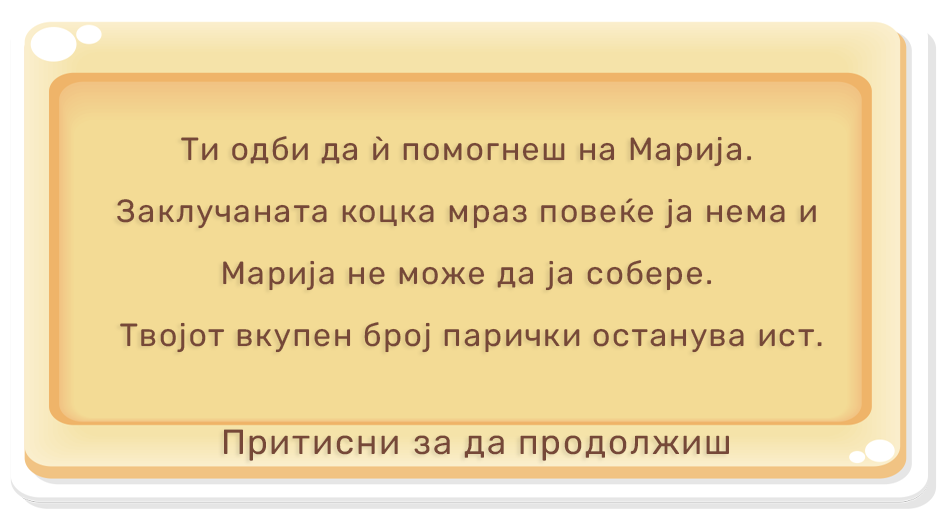 Ти одби да ѝ помогнеш на Марија.
Заклучаната коцка мраз повеќе ја нема и
Марија не може да ја собере.
Твојот вкупен број парички останува ист.
Притисни за да продолжиш